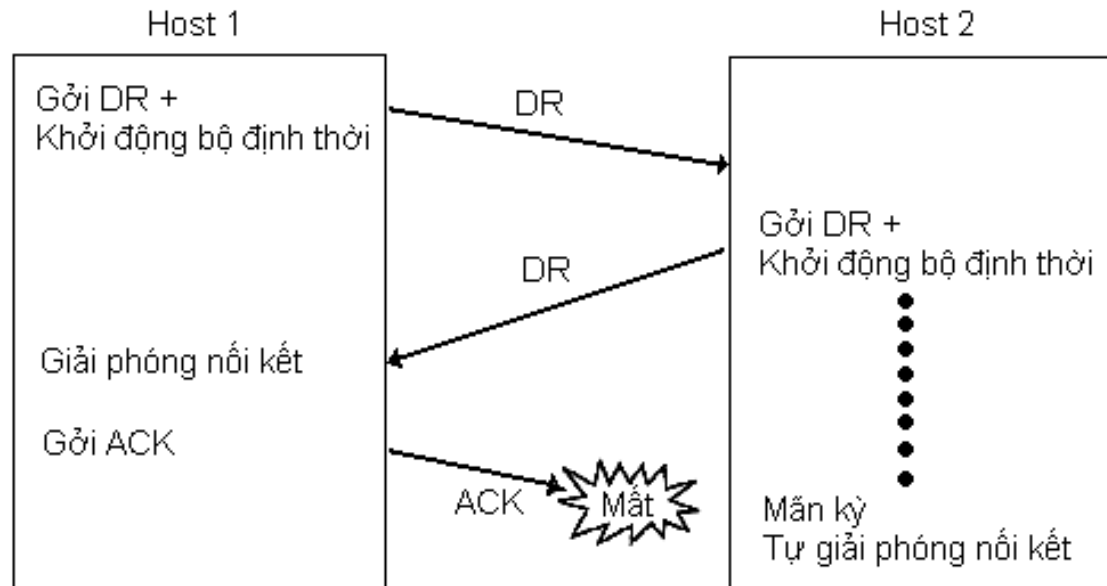 Host 1
Host 2
Gởi DR +
Khởi động bộ định thời
DR
Gởi DR +
Khởi động bộ định thời
DR
Giải phóng nối kết
Gởi ACK
ACK
Mất
Mãn kỳ
Tự giải phóng nối kết